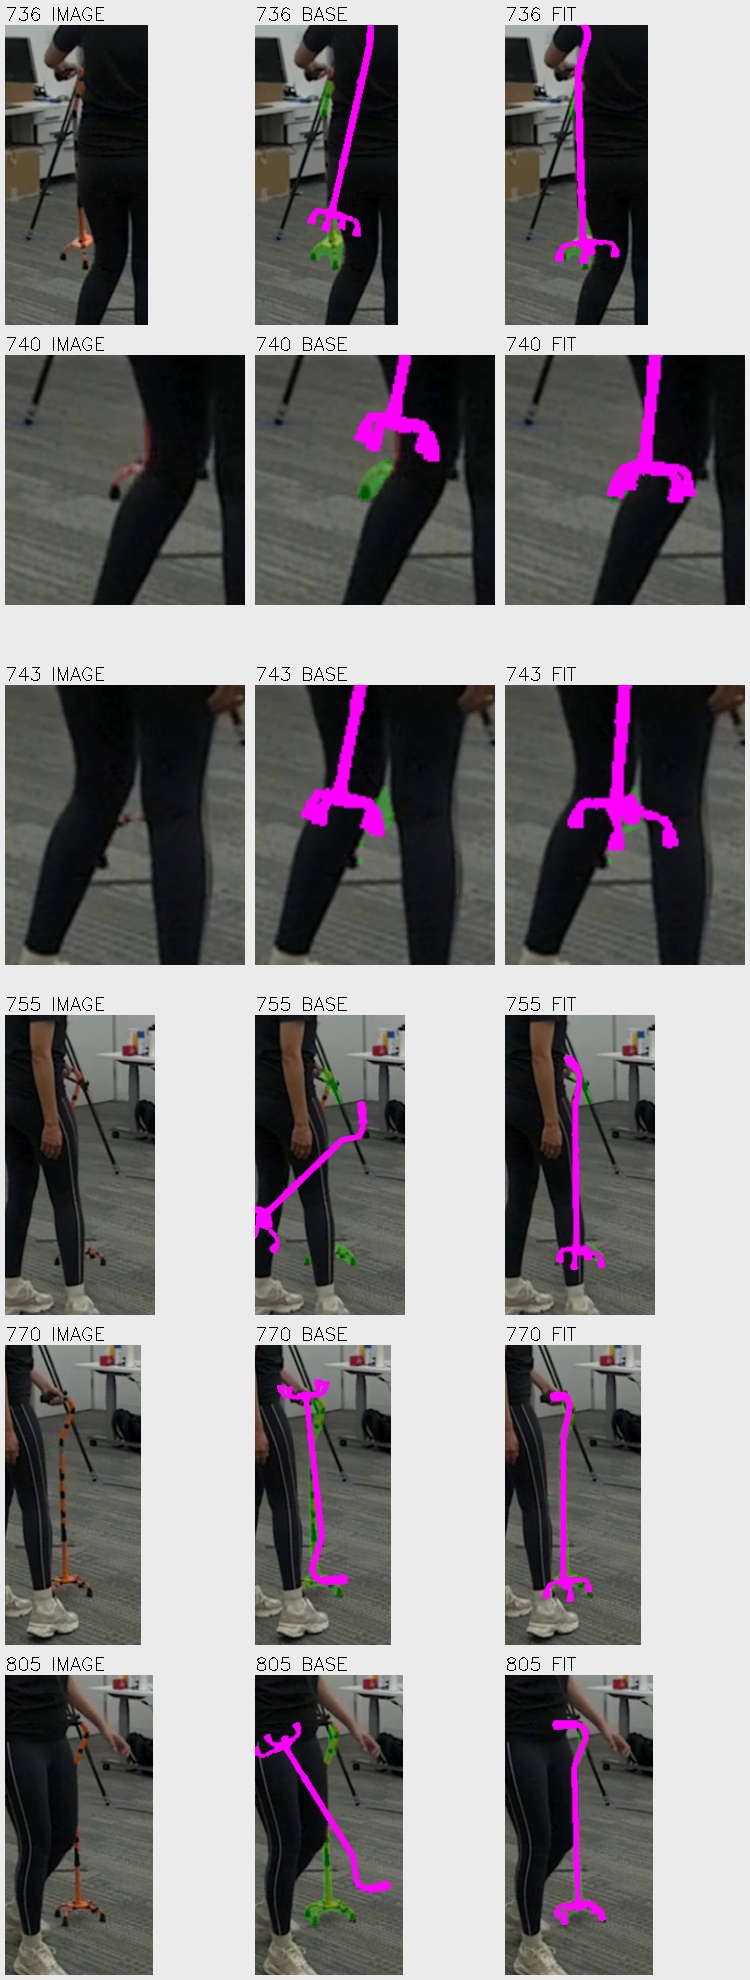 736 IMAGE
736 BASE
736 FIT
740 IMAGE
740 BASE
740 FIT
743 IMAGE
743 BASE
743 FIT
755 IMAGE
755 BASE
755 FIT
770 IMAGE
770 BASE
770 FIT
805 IMAGE
805 BASE
805 FIT